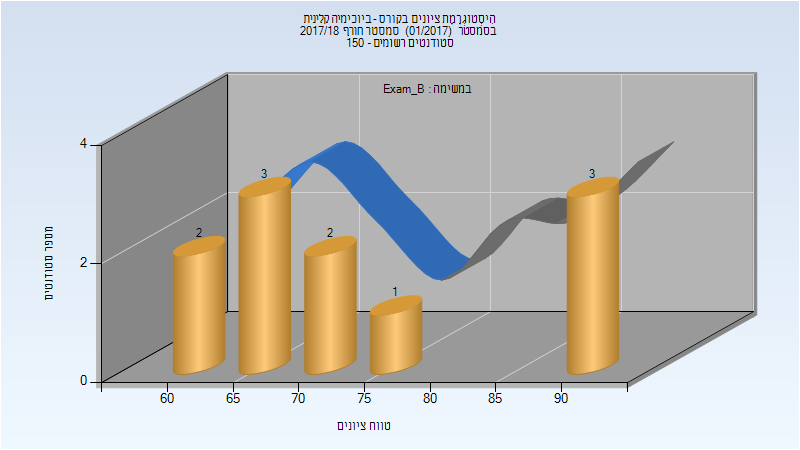 היסטוגרמת ציונים בקורס - ביוכימיה קלינית
בסמסטר (01/2017) סמסטר חורף 2017/18
סטודנטים רשומים - 150
במשימה : Exam_B
4
2
0
מספר סטודנטים
2
3
2
1
3
60
65
70
75
80
85
90
טווח ציונים